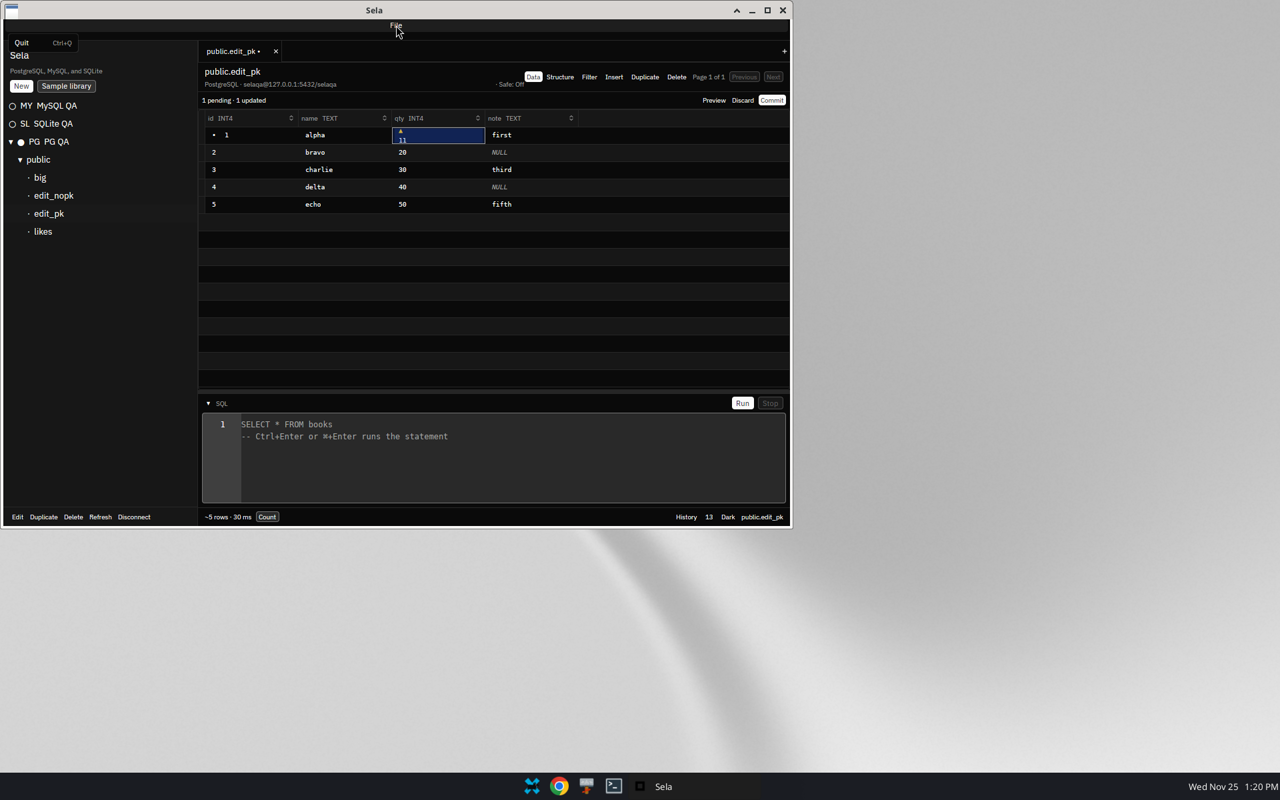 Sela
File
Quit Ctrl+Q
Sela
PostgreSQL, MySQL, and SQLite
New Sample library
MY MySQL QA
SL SQLite QA
PG PG QA
public
· big
· edit_nopk
· edit_pk
· likes
Edit Duplicate Delete Refresh Disconnect
public.edit_pk • ×
+
public.edit_pk
PostgreSQL · selaqa@127.0.0.1:5432/selaqa
· Safe: Off
Data Structure Filter Insert Duplicate Delete Page 1 of 1 Previous Next
1 pending · 1 updated
Preview Discard Commit
id INT4 name TEXT qty INT4 note TEXT
• 1 alpha 11 first
2 bravo 20 NULL
3 charlie 30 third
4 delta 40 NULL
5 echo 50 fifth
SQL
Run Stop
1 SELECT * FROM books
-- Ctrl+Enter or ⌘+Enter runs the statement
~5 rows · 30 ms Count
History 13 Dark public.edit_pk
Sela
Wed Nov 25 1:20 PM